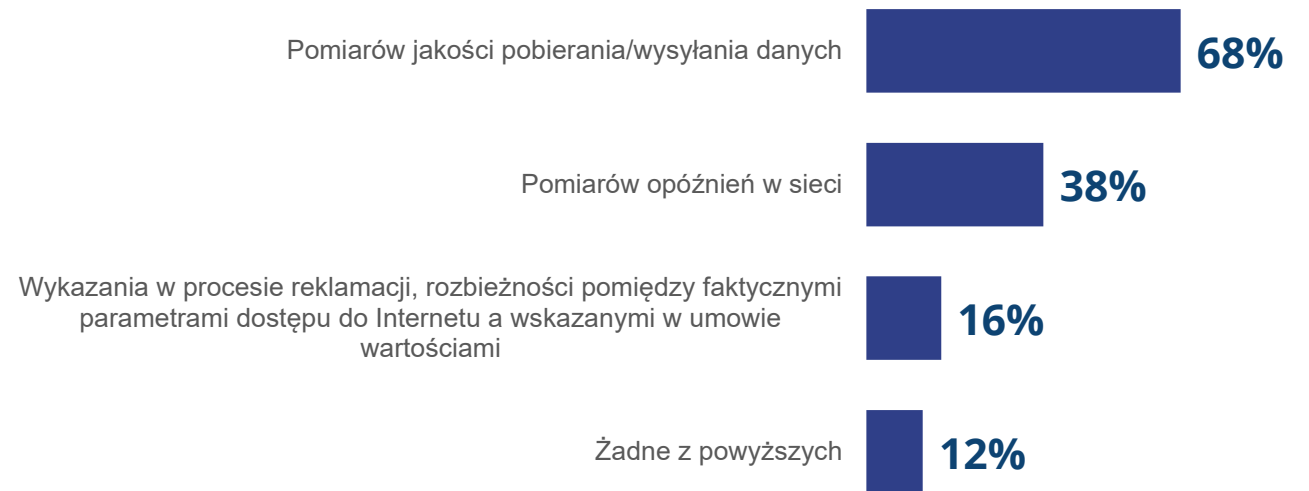 Pomiarów jakości pobierania/wysyłania danych
68%
Pomiarów opóźnień w sieci
38%
Wykazania w procesie reklamacji, rozbieżności pomiędzy faktycznymi
parametrami dostępu do Internetu a wskazanymi w umowie
wartościami
16%
Żadne z powyższych
12%